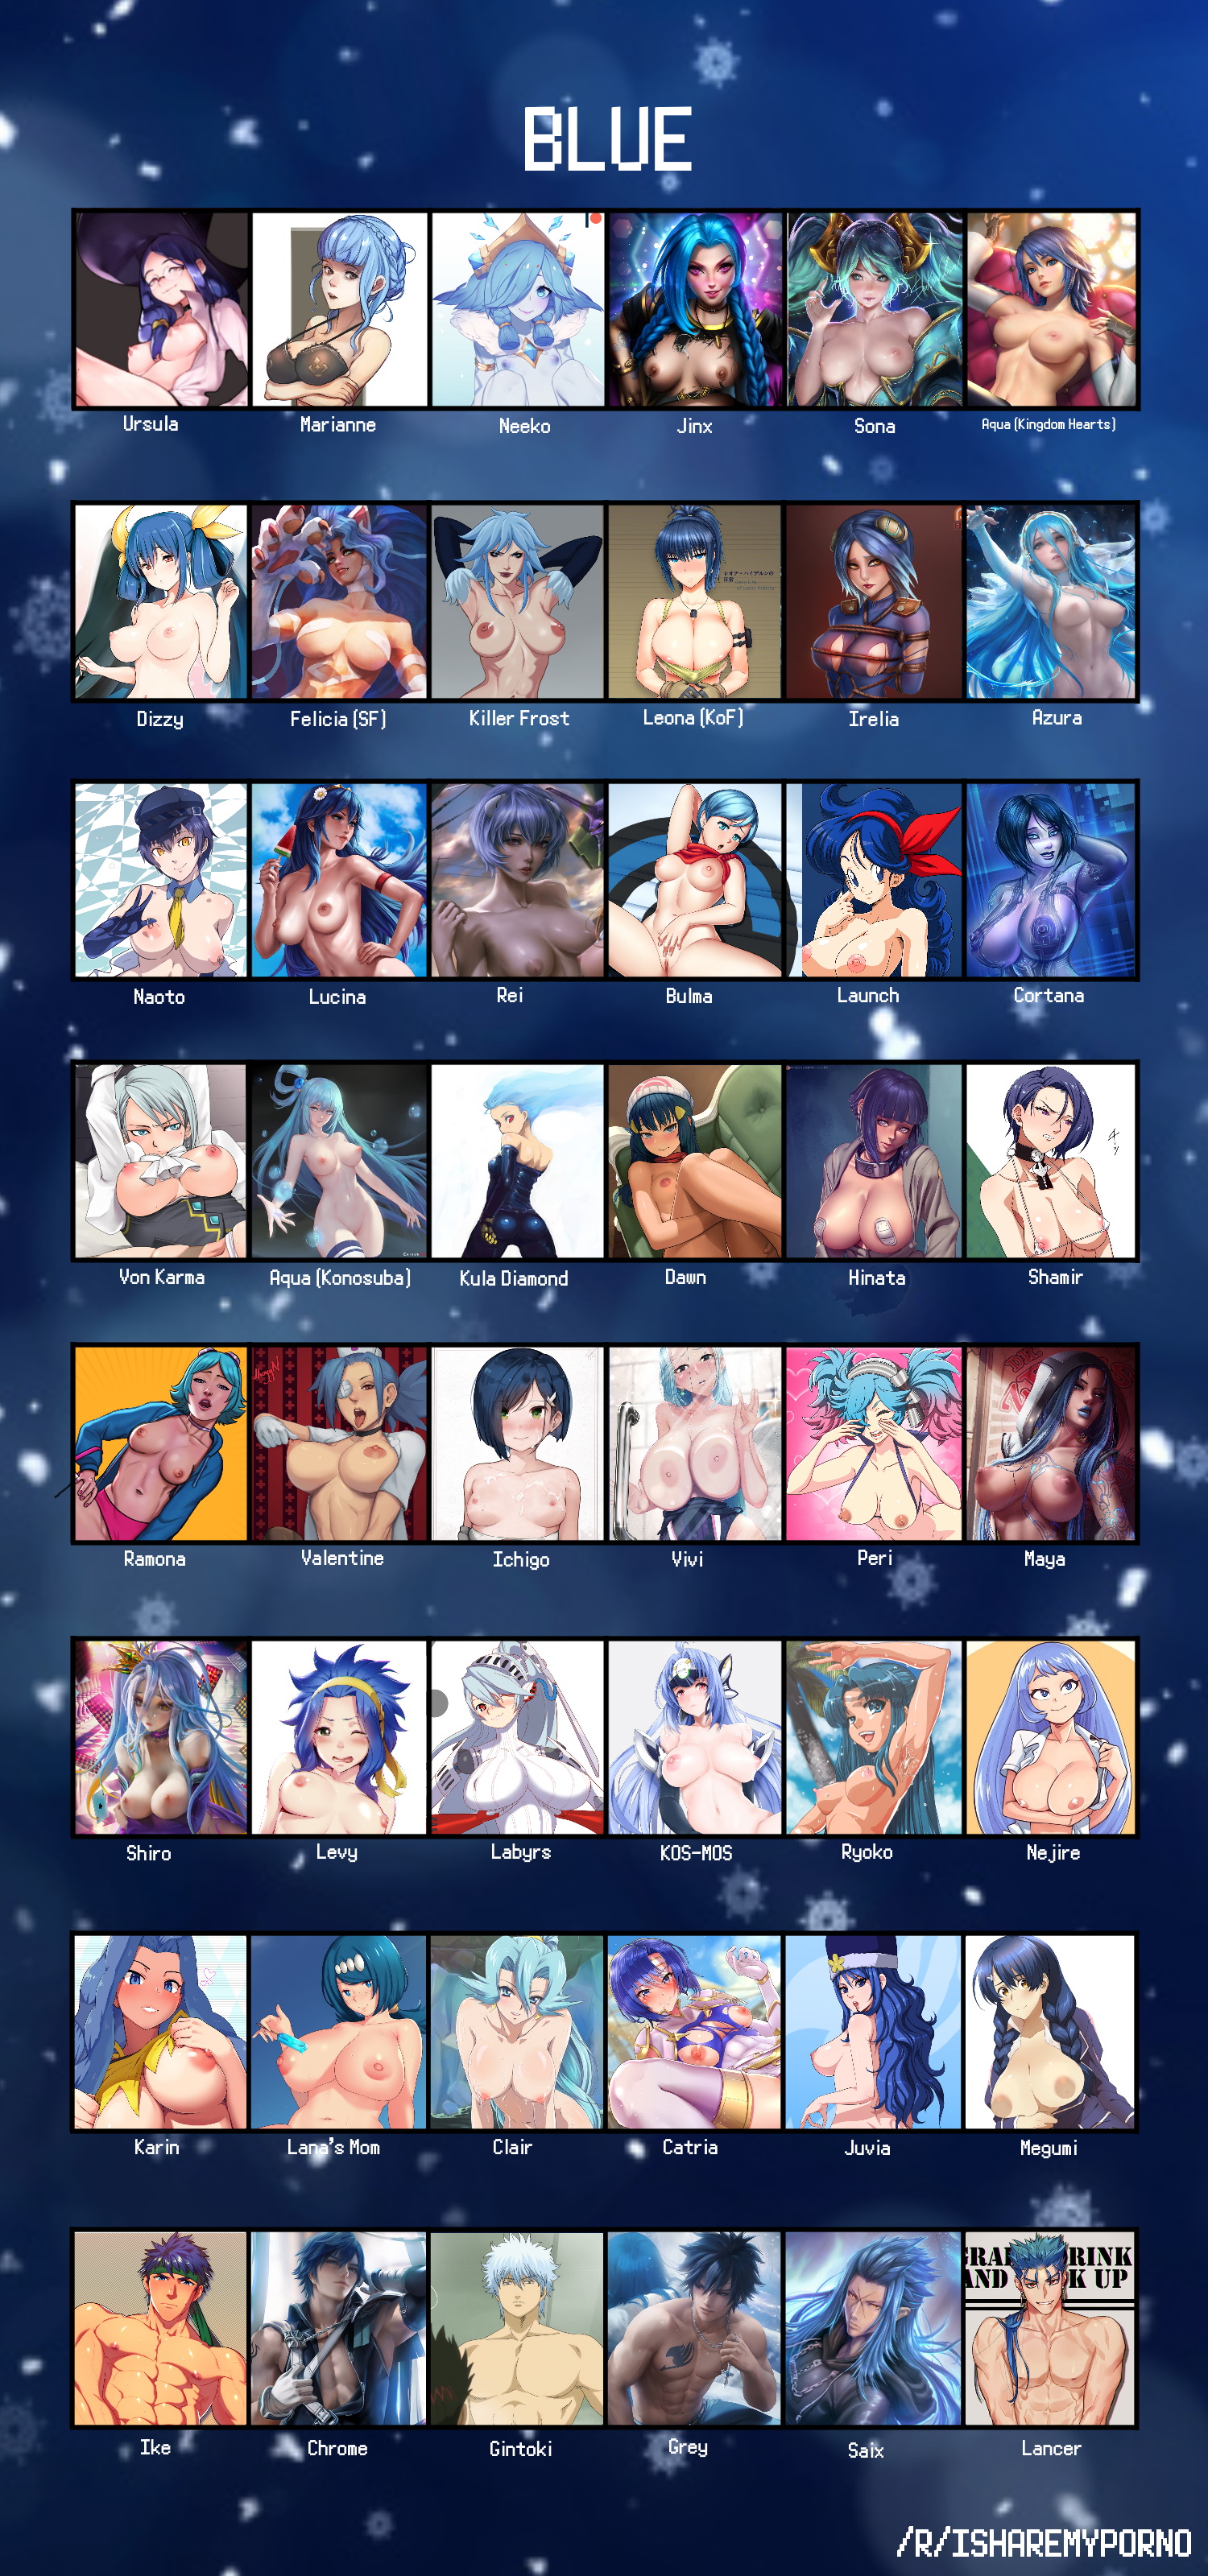 BLUE
Ursula
Marianne
Neeko
Jinx
Sona
Aqua (Kingdom Hearts)
Dizzy
Felicia (SF)
Killer Frost
Leona (KoF)
Irelia
Azura
Naoto
Lucina
Rei
Bulma
Launch
Cortana
Von Karma
Aqua (Konosuba)
Kula Diamond
Dawn
Hinata
Shamir
Ramona
Valentine
Ichigo
Vivi
Peri
Maya
Shiro
Levy
Labyrs
KOS-MOS
Ryoko
Nejire
Karin
Lana's Mom
Clair
Catria
Juvia
Megumi
Ike
Chrome
Gintoki
Grey
Saix
Lancer
/R/ISHAREMYPORNO